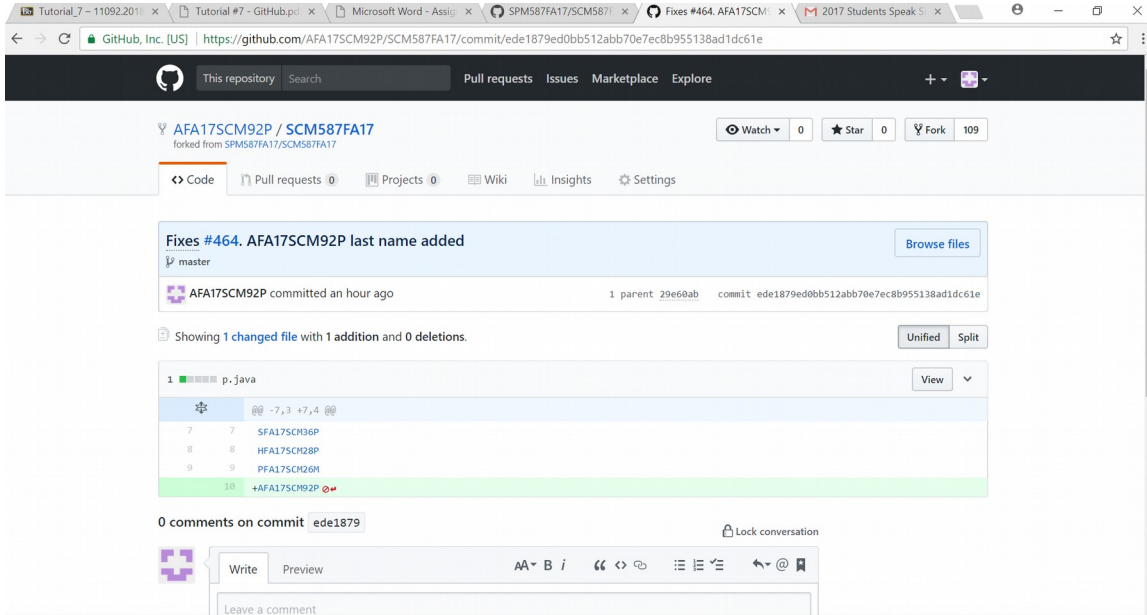 Tutorial_7 – 11092.2018 Tutorial #7 - GitHub.pd Microsoft Word - Assig SPM587FA17/SCM587F Fixes #464. AFA17SCM9 M 2017 Students Speak S
GitHub, Inc. [US] https://github.com/AFA17SCM92P/SCM587FA17/commit/ede1879ed0bb512abb70e7ec8b955138ad1dc61e
This repository Search Pull requests Issues Marketplace Explore
AFA17SCM92P / SCM587FA17 Watch 0 Star 0 Fork 109
forked from SPM587FA17/SCM587FA17
<> Code Pull requests 0 Projects 0 Wiki Insights Settings
Fixes #464. AFA17SCM92P last name added Browse files
master
AFA17SCM92P committed an hour ago 1 parent 29e60ab commit ede1879ed0bb512abb70e7ec8b955138ad1dc61e
Showing 1 changed file with 1 addition and 0 deletions. Unified Split
1 p.java View
@@ -7,3 +7,4 @@
7 7 SFA17SCM36P
8 8 HFA17SCM28P
9 9 PFA17SCM26M
10 +AFA17SCM92P
0 comments on commit ede1879 Lock conversation
Write Preview AA B i “ <> @
Leave a comment